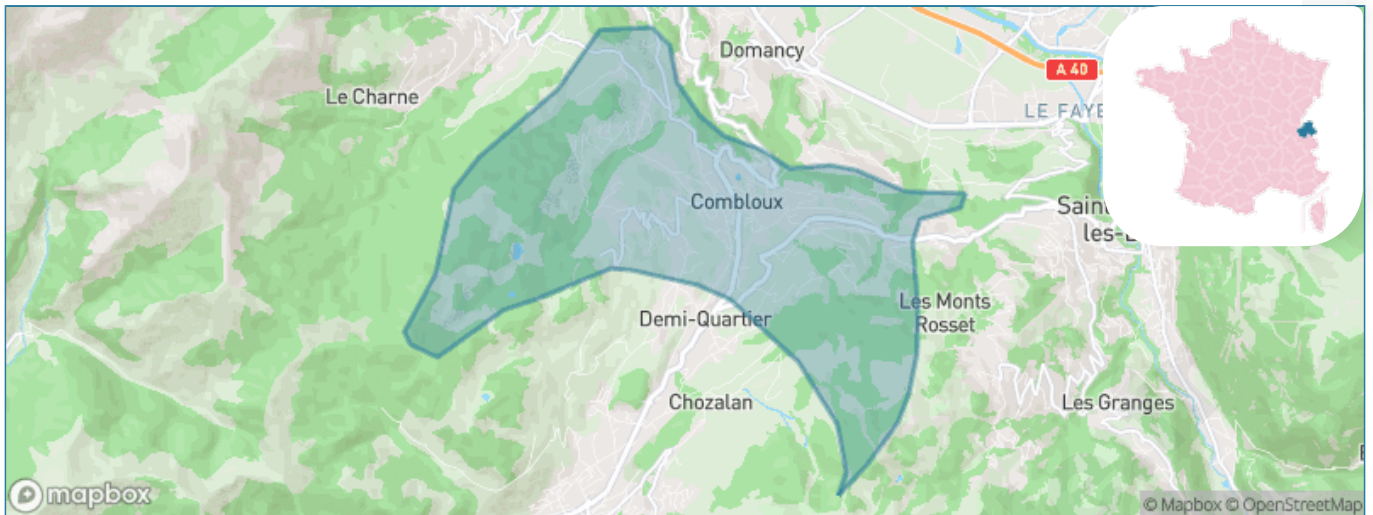 Domancy
A 40
Le Charne
LE FAYE
Combloux
Les Monts
Rosset
Demi-Quartier
Chozalan
Les Granges
mapbox
© Mapbox © OpenStreetMap